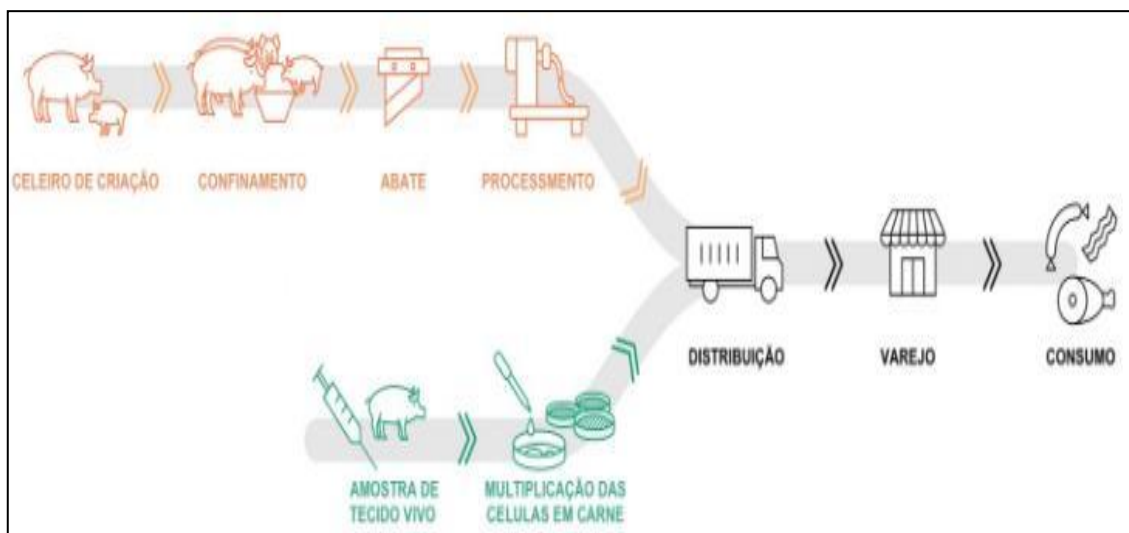 CELEIRO DE CRIAÇÃO
CONFINAMENTO
ABATE
PROCESSMENTO
DISTRIBUIÇÃO
VAREJO
CONSUMO
AMOSTRA DE
TECIDO VIVO
MULTIPLICAÇÃO DAS
CELULAS EM CARNE